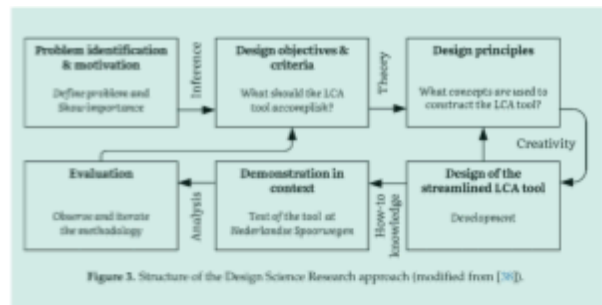 Problem identification
& motivation
Define problem and
Show importance
Inference
Design objectives &
criteria
What should the LCA
tool accomplish?
Theory
Design principles
What concepts are used to
construct the LCA tool?
Creativity
Evaluation
Observe and iterate
the methodology
Analysis
Demonstration in
context
Test of the tool at
Nederlandse Spoorwegen
How-to
knowledge
Design of the
streamlined LCA tool
Development
Figure 3. Structure of the Design Science Research approach (modified from [38]).